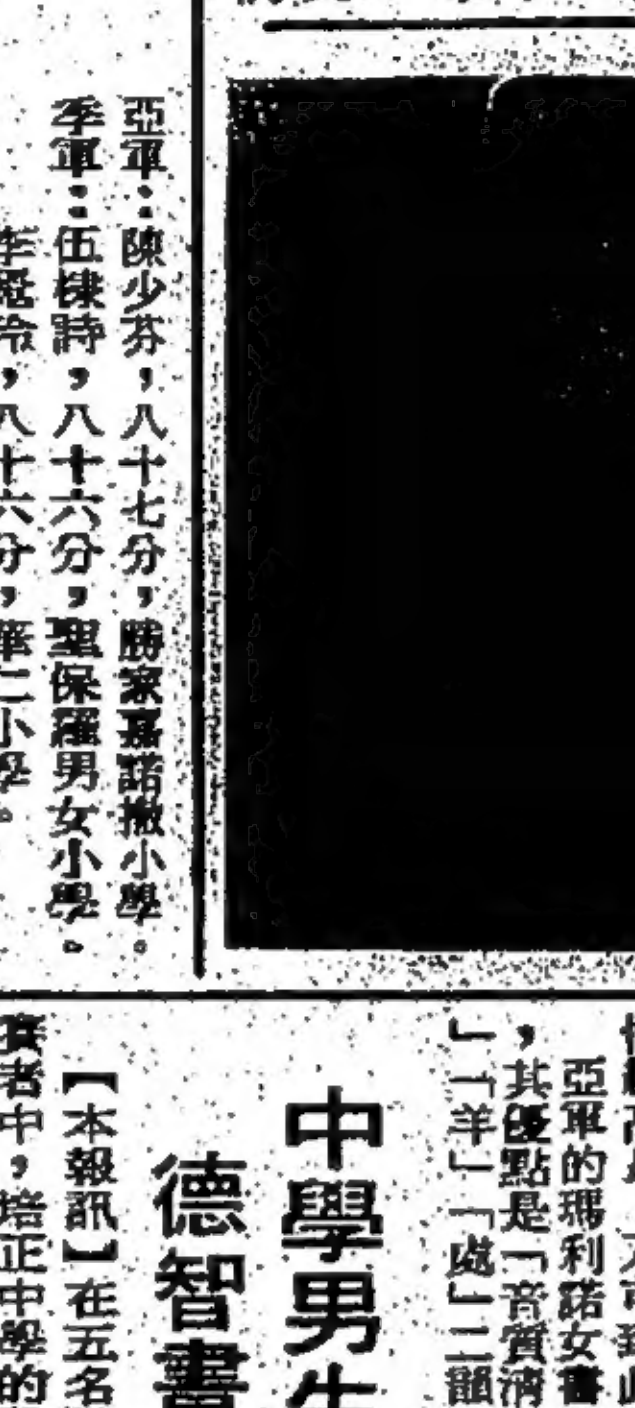 亞軍：陳少芬，八十七分，勝家嘉諾撒小學。
季軍：伍棣詩，八十六分，聖保羅男女小學。
八十六分，華仁小學。
亞軍的瑪利諾女書
，其優點是「音質清
」「羊」「處」二韻
中學男生
德智書
【本報訊】在五名
賽者中，培正中學的